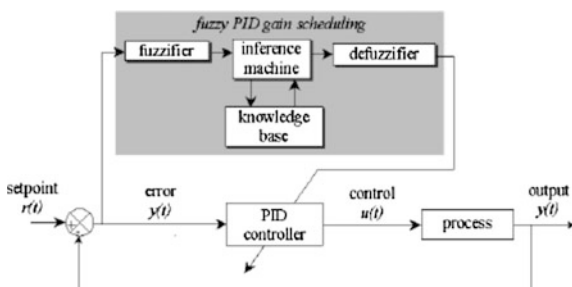 fuzzy PID gain scheduling
fuzzifier
inference
machine
defuzzifier
knowledge
base
setpoint
r(t)
error
y(t)
PID
controller
control
u(t)
process
output
y(t)